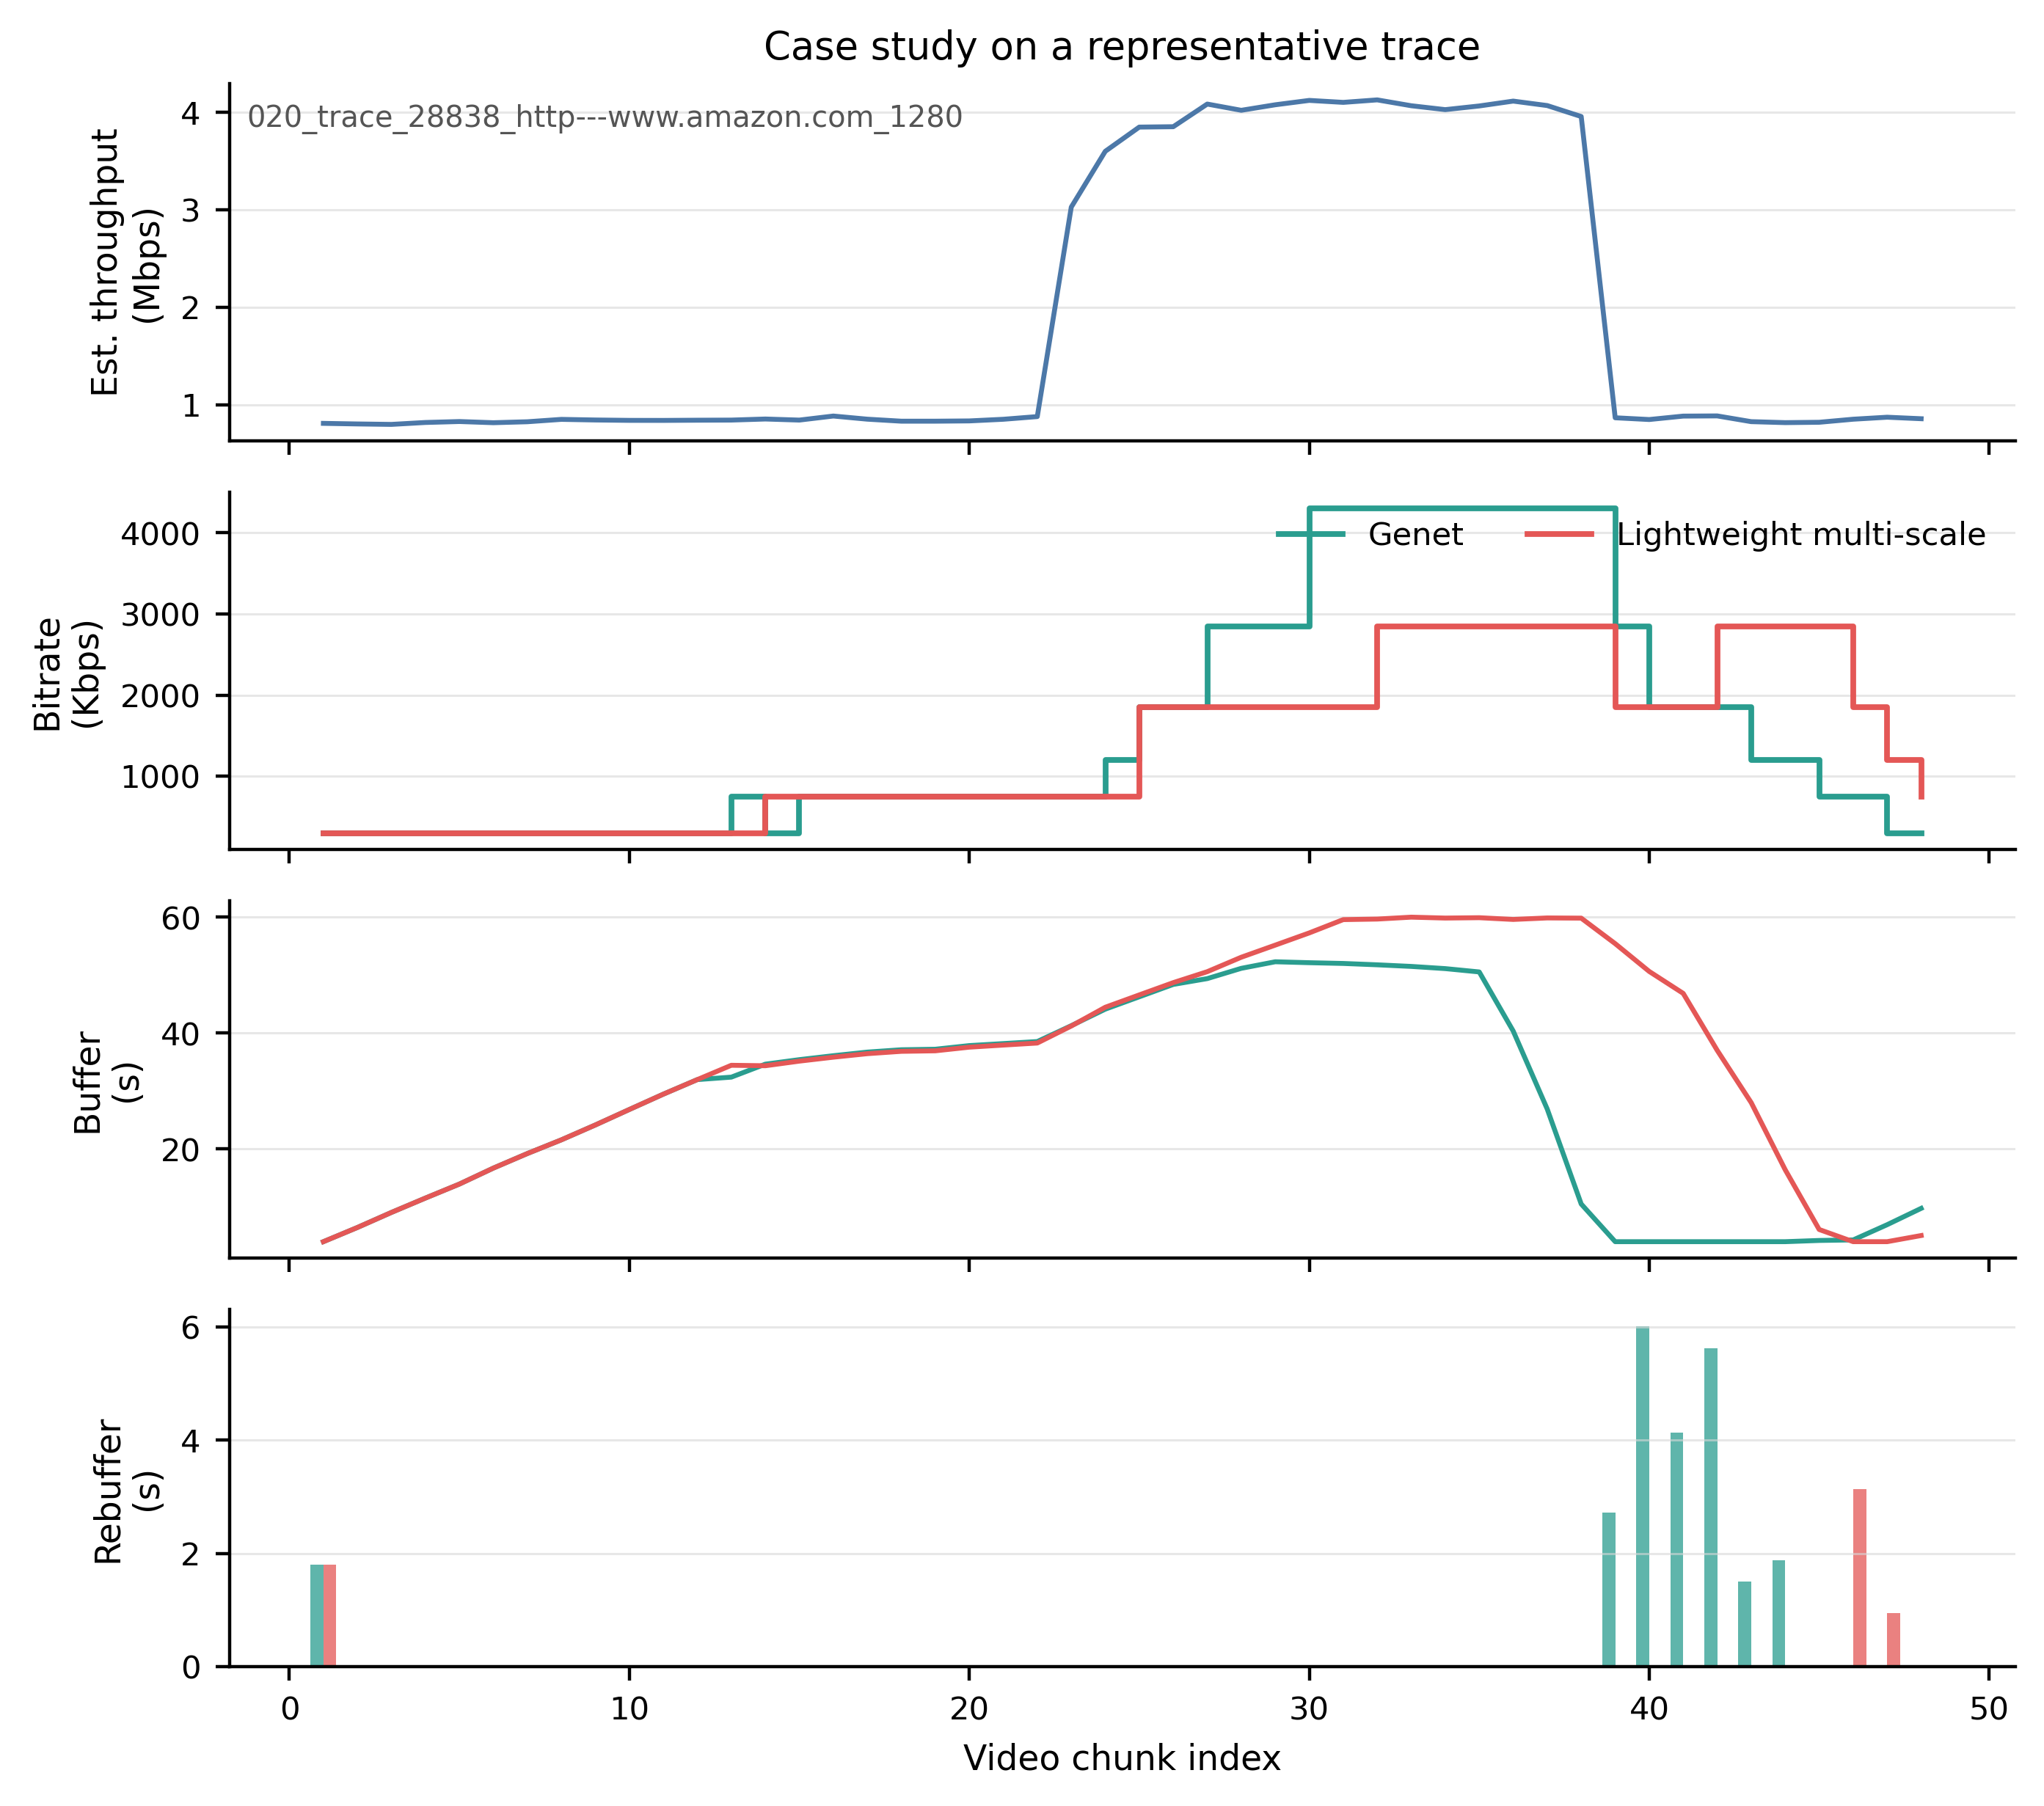 Case study on a representative trace
020_trace_28838_http---www.amazon.com_1280
Est. throughput
(Mbps)
4
3
2
1
Genet
Lightweight multi-scale
Bitrate
(Kbps)
4000
3000
2000
1000
Buffer
(s)
60
40
20
Rebuffer
(s)
6
4
2
0
0 10 20 30 40 50
Video chunk index